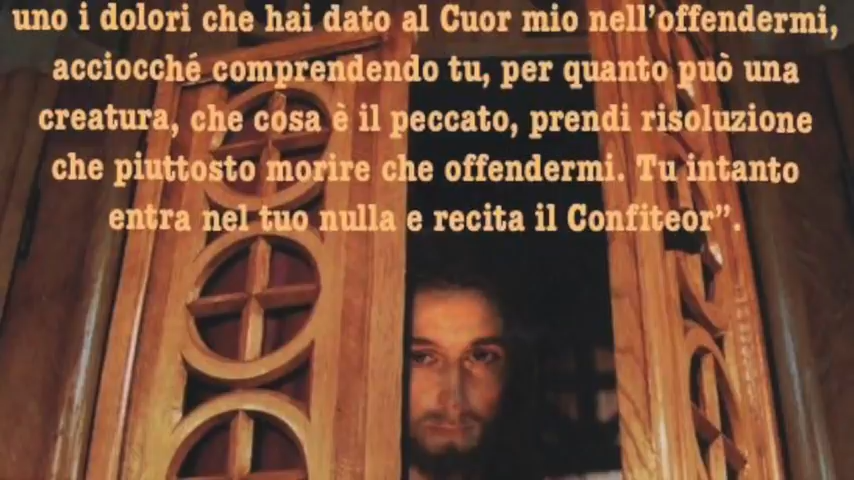 uno i dolori che hai dato al Cuor mio nell’offendermi,
acciocché comprendendo tu, per quanto può una
creatura, che cosa è il peccato, prendi risoluzione
che piuttosto morire che offendermi. Tu intanto
entra nel tuo nulla e recita il Confiteor”.